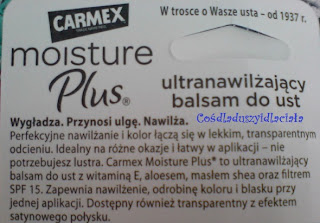 CARMEX
W trosce o Wasze usta - od 1937 r.
moisture
Plus®
ultranawilżający
balsam do ust
Cośdladuszyidlaciała
Wygładza. Przynosi ulgę. Nawilża.
Perfekcyjne nawilżanie i kolor łączą się w lekkim, transparentnym
odcieniu. Idealny na różne okazje i łatwy w aplikacji – nie
potrzebujesz lustra. Carmex Moisture Plus® to ultranawilżający
balsam do ust z witaminą E, aloesem, masłem shea oraz filtrem
SPF 15. Zapewnia nawilżenie, odrobinę koloru i blasku przy
jednej aplikacji. Dostępny również transparentny z efektem
satynowego połysku.